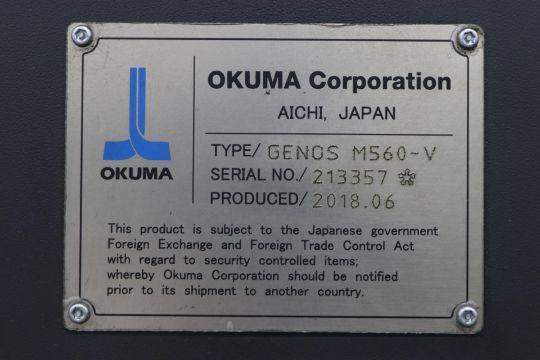 OKUMA
OKUMA Corporation
AICHI, JAPAN
TYPE/ GENOS M560-V
SERIAL NO./ 213357
PRODUCED/ 2018.06
This product is subject to the Japanese government
Foreign Exchange and Foreign Trade Control Act
with regard to security controlled items;
whereby Okuma Corporation should be notified
prior to its shipment to another country.